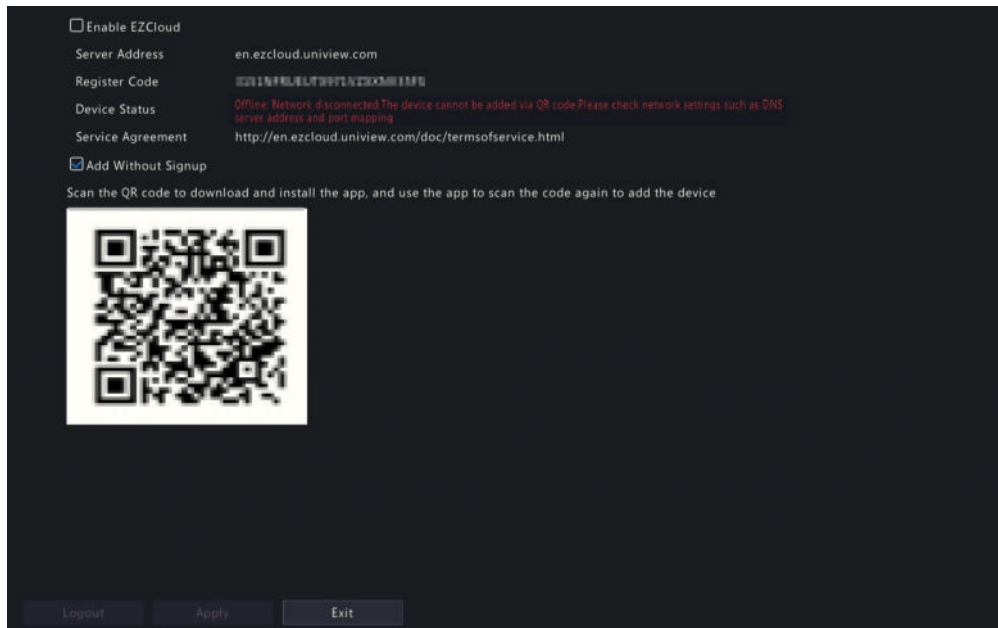 Enable EZCloud
Server Address en.ezcloud.uniview.com
Register Code
Device Status Offline: Network disconnected.The device cannot be added via QR code.Please check network settings such as DNS
server address and port mapping
Service Agreement http://en.ezcloud.uniview.com/doc/termsofservice.html
Add Without Signup
Scan the QR code to download and install the app, and use the app to scan the code again to add the device
Logout Apply Exit